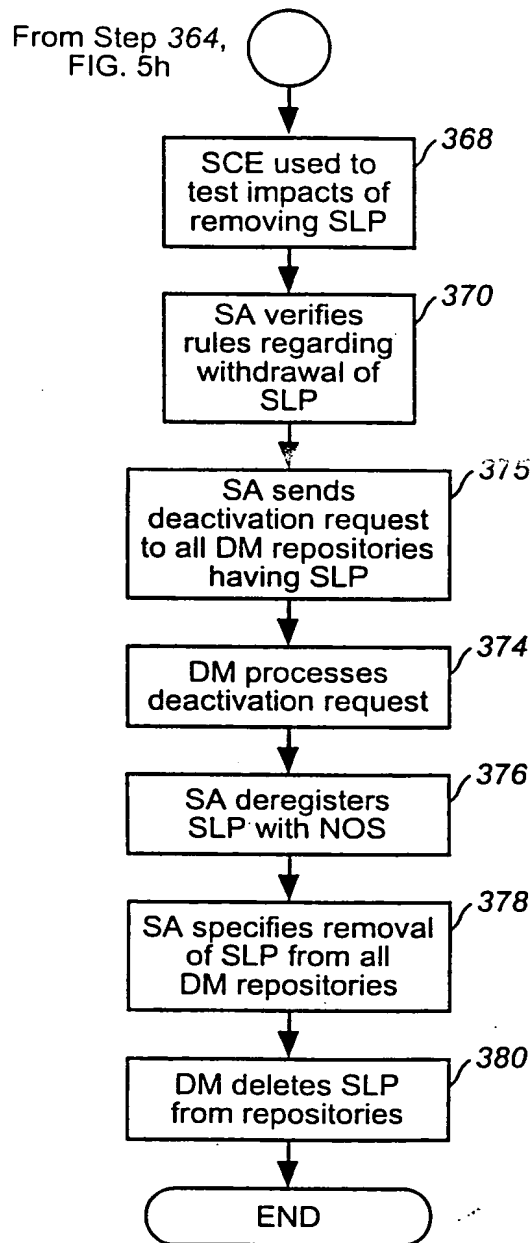 From Step 364,
FIG. 5h
368
SCE used to
test impacts of
removing SLP
370
SA verifies
rules regarding
withdrawal of
SLP
375
SA sends
deactivation request
to all DM repositories
having SLP
374
DM processes
deactivation request
376
SA deregisters
SLP with NOS
378
SA specifies removal
of SLP from all
DM repositories
380
DM deletes SLP
from repositories
END